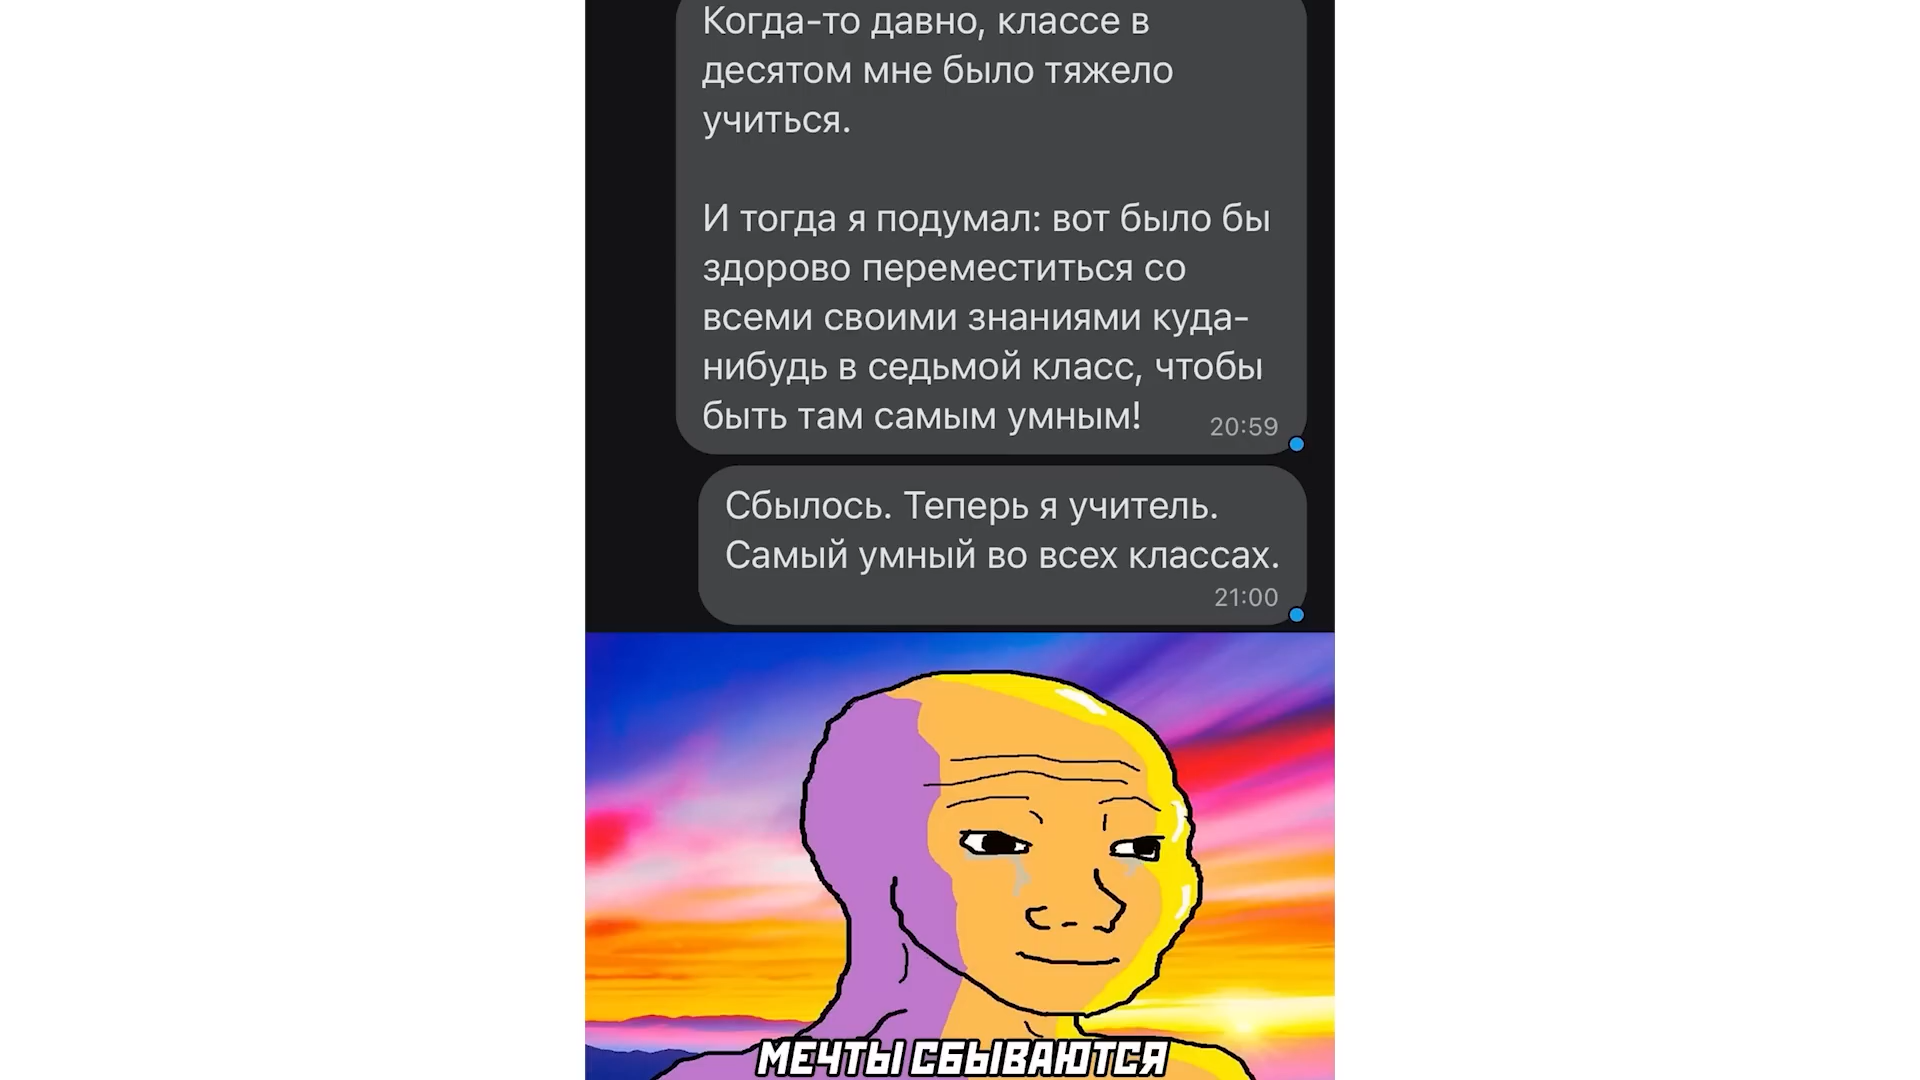 Когда-то давно, классе в
десятом мне было тяжело
учиться.
И тогда я подумал: вот было бы
здорово переместиться со
всеми своими знаниями куда-
нибудь в седьмой класс, чтобы
быть там самым умным!
20:59
Сбылось. Теперь я учитель.
Самый умный во всех классах.
21:00
МЕЧТЫ СБЫВАЮТСЯ